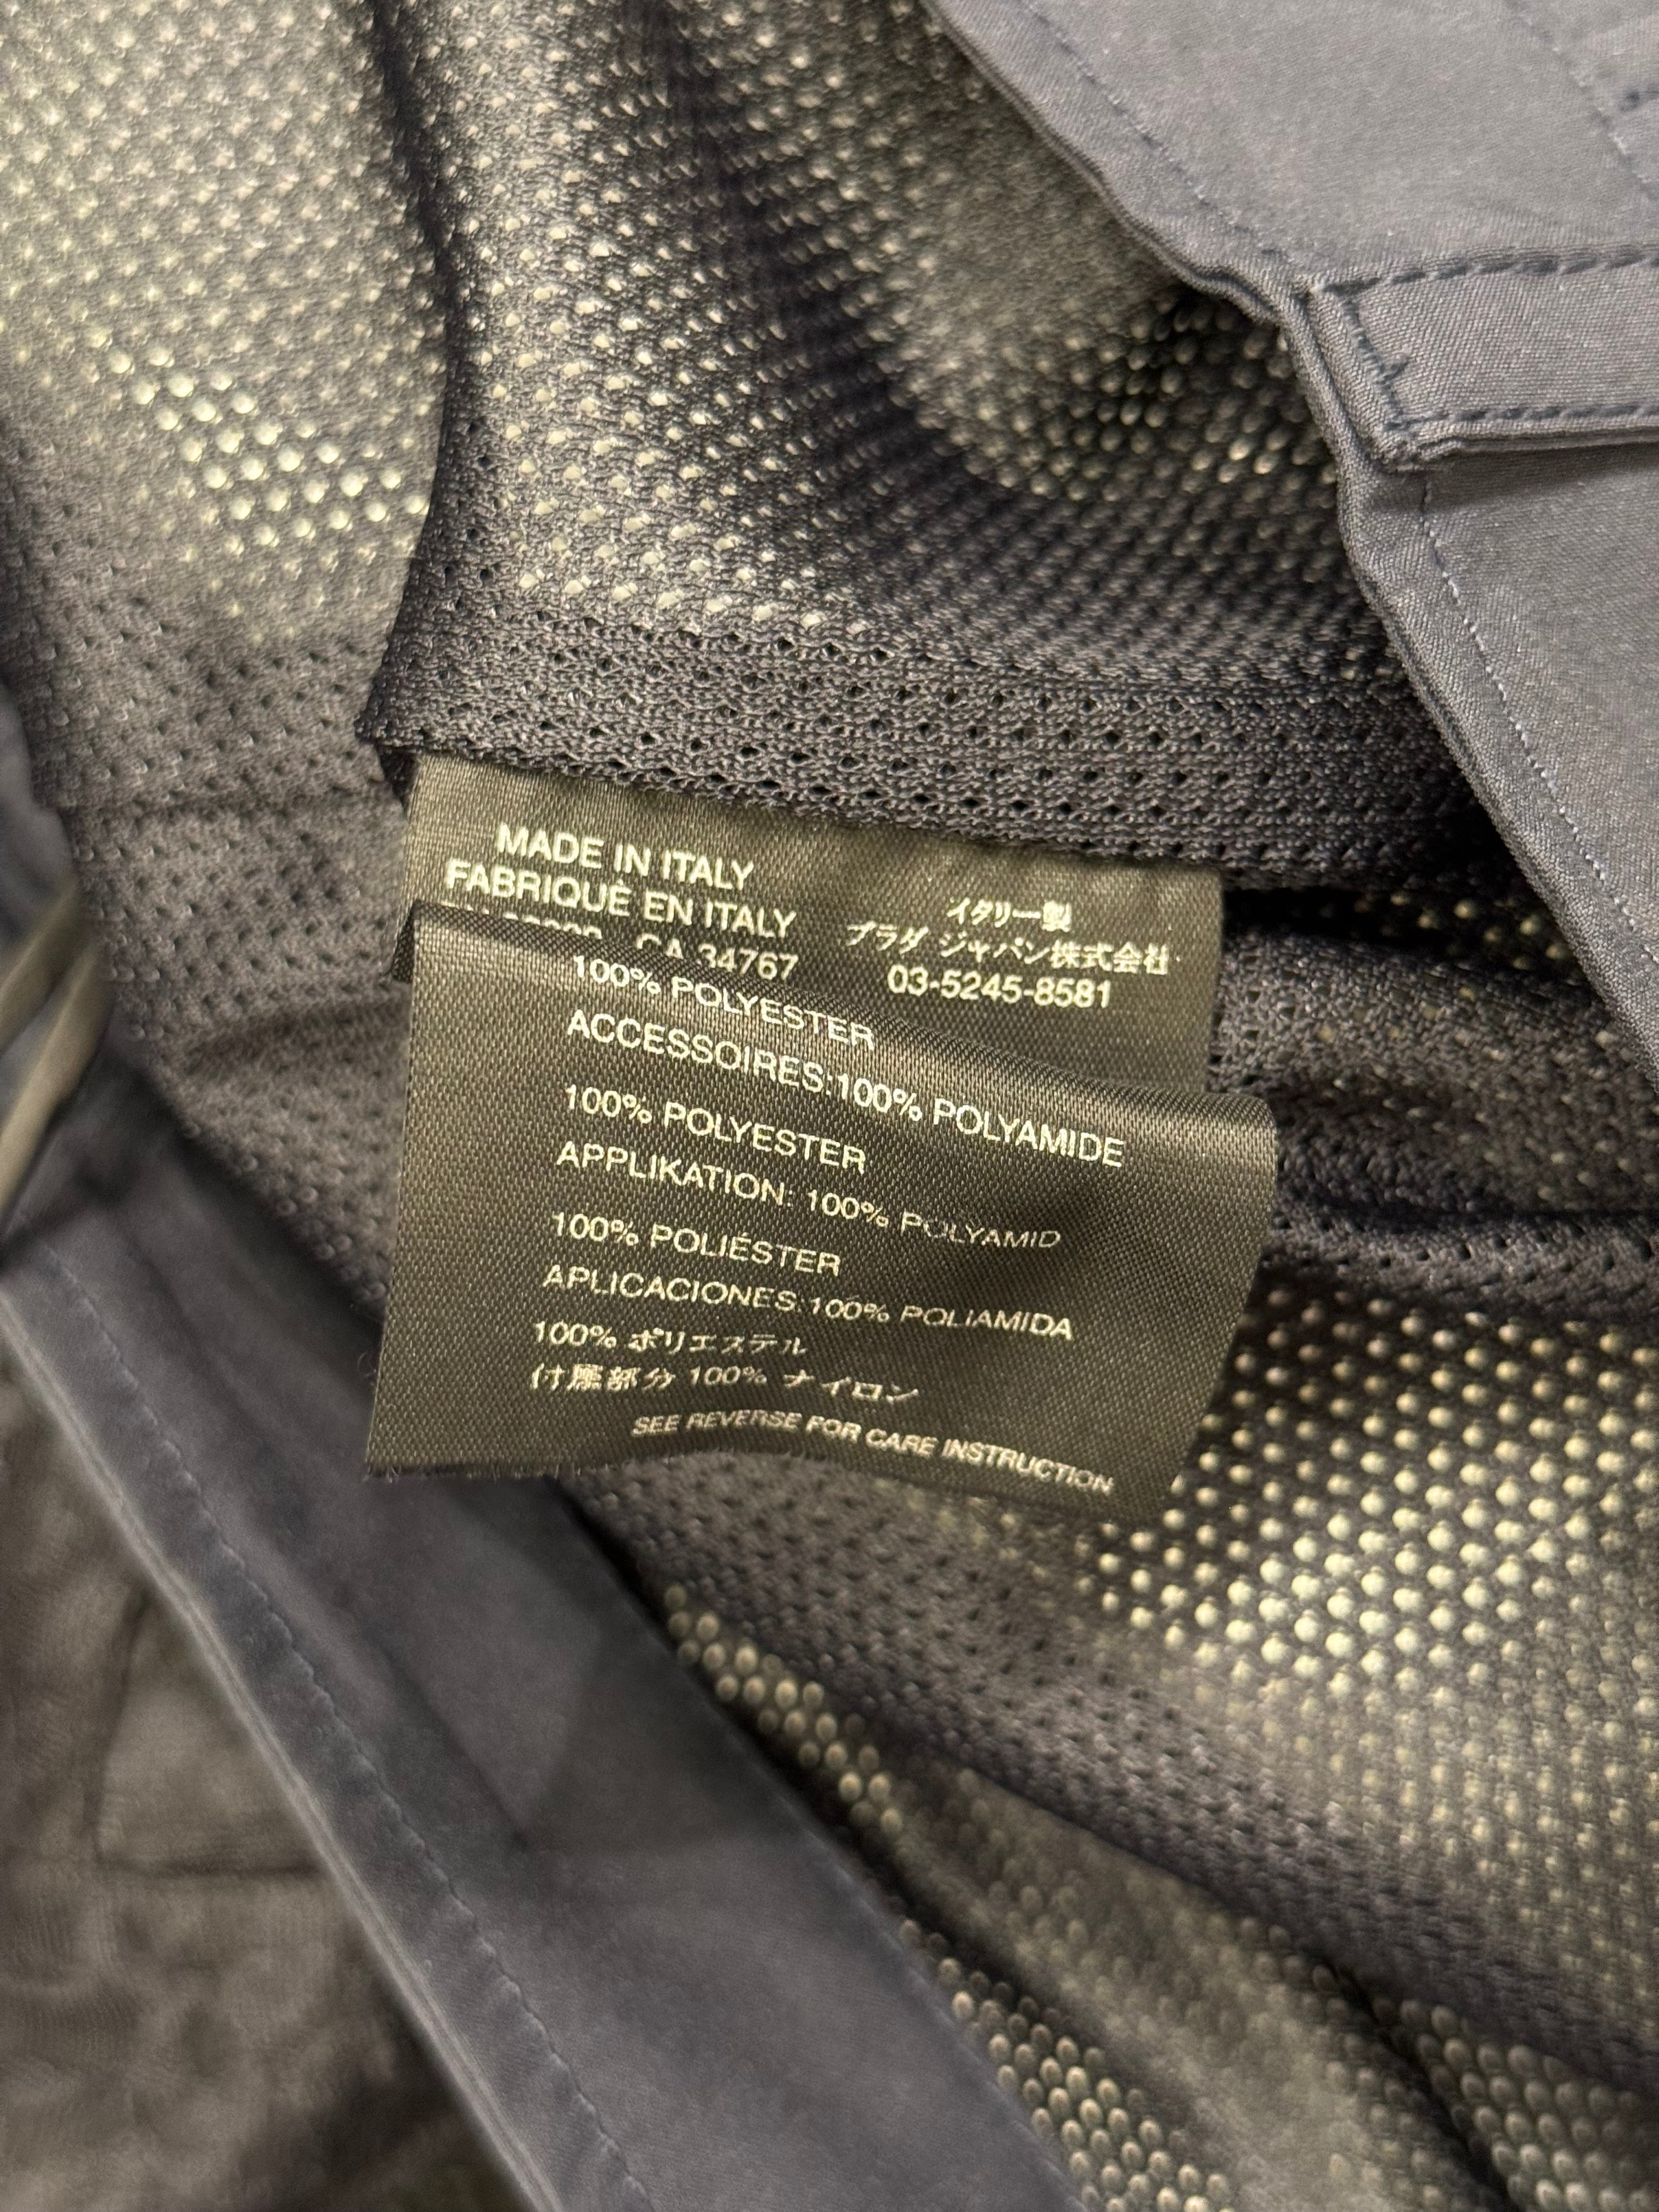 MADE IN ITALY
FABRIQUÉ EN ITALY
CA 34767
イタリー製
プラダ ジャパン株式会社
03-5245-8581
100% POLYESTER
ACCESSOIRES:100% POLYAMIDE
100% POLYESTER
APPLIKATION: 100% POLYAMID
100% POLIÉSTER
APLICACIONES:100% POLIAMIDA
100% ポリエステル
付属部分 100% ナイロン
SEE REVERSE FOR CARE INSTRUCTION